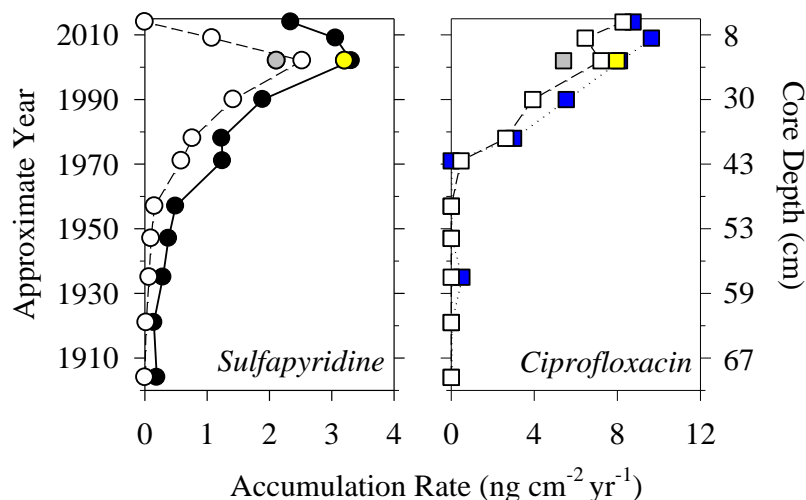 2010
1990
1970
1950
1930
1910
Approximate Year
Sulfapyridine
0 1 2 3 4
Ciprofloxacin
0 4 8 12
8
30
43
53
59
67
Core Depth (cm)
Accumulation Rate (ng cm-2 yr-1)